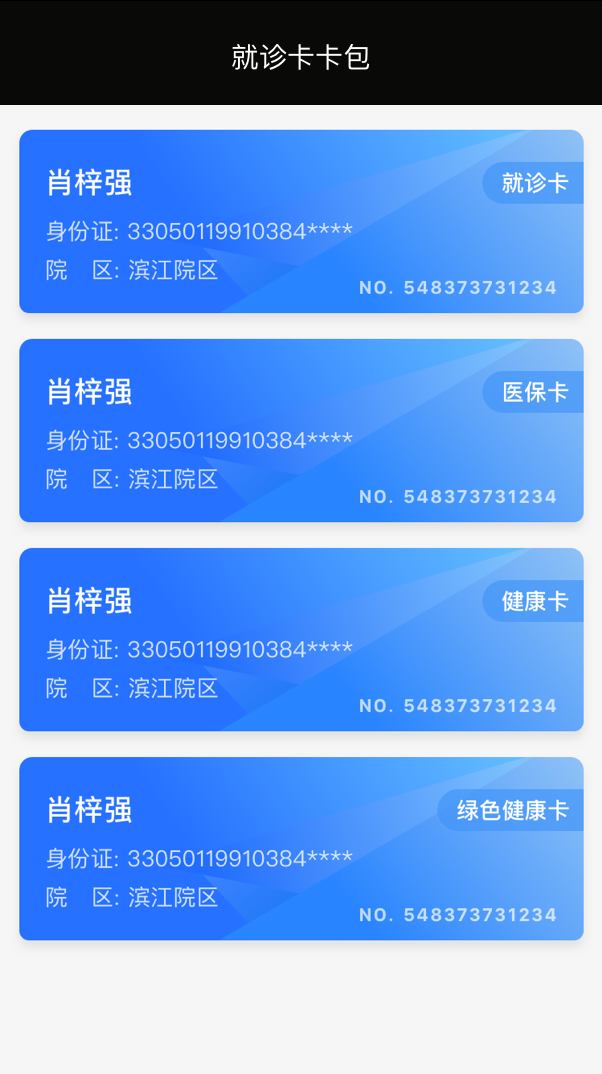 就诊卡卡包
肖梓强
就诊卡
身份证: 33050119910384****
院 区: 滨江院区
NO. 548373731234
肖梓强
医保卡
身份证: 33050119910384****
院 区: 滨江院区
NO. 548373731234
肖梓强
健康卡
身份证: 33050119910384****
院 区: 滨江院区
NO. 548373731234
肖梓强
绿色健康卡
身份证: 33050119910384****
院 区: 滨江院区
NO. 548373731234